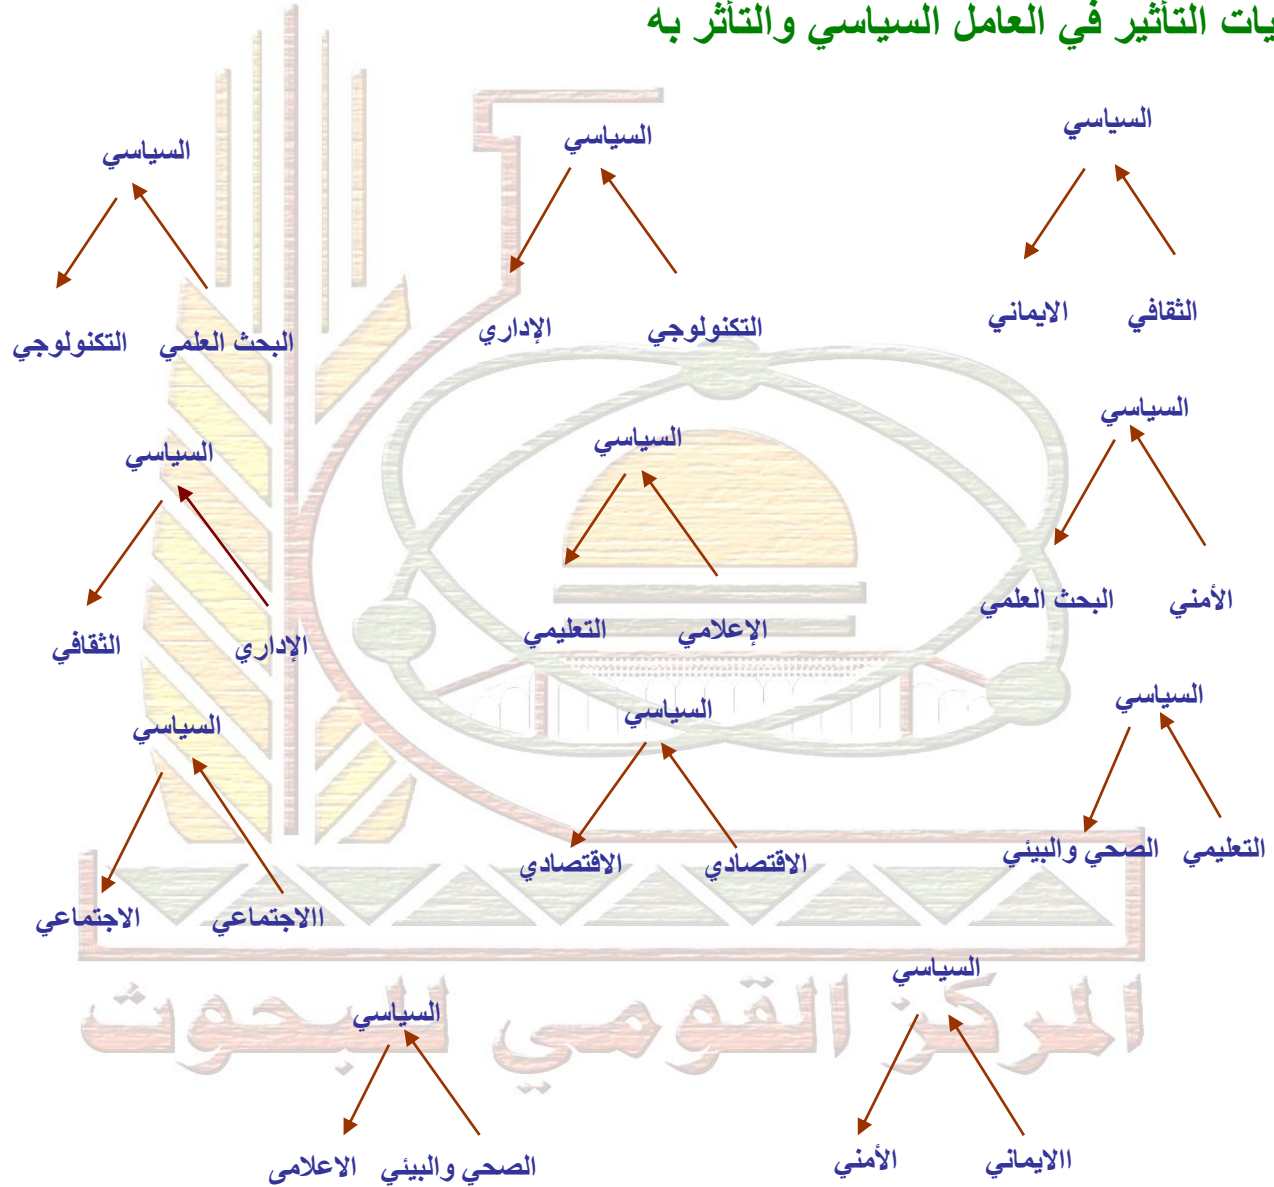 يات التأثير في العامل السياسي والتأثر به
السياسي
الثقافي
الايماني
السياسي
التكنولوجي
الإداري
السياسي
البحث العلمي
التكنولوجي
السياسي
الأمني
البحث العلمي
السياسي
الإعلامي
التعليمي
السياسي
الإداري
الثقافي
السياسي
التعليمي
الصحي والبيئي
السياسي
الاقتصادي
الاقتصادي
السياسي
االاجتماعي
الاجتماعي
السياسي
االايماني
الأمني
السياسي
الصحي والبيئي
الاعلامى
المركز القومي للبحوث